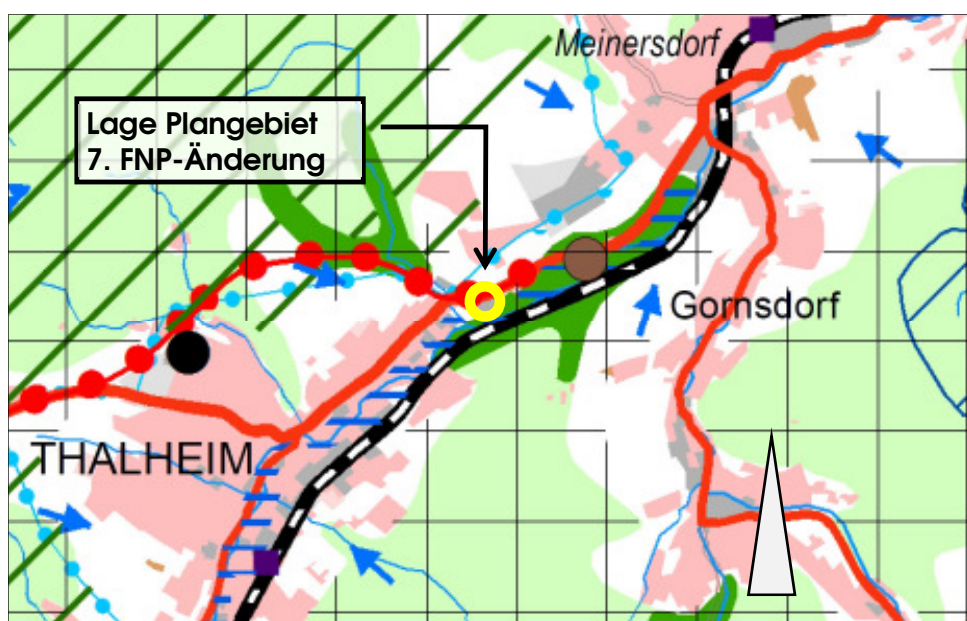 Meinersdorf
Lage Plangebiet
7. FNP-Änderung
Gornsdorf
THALHEIM